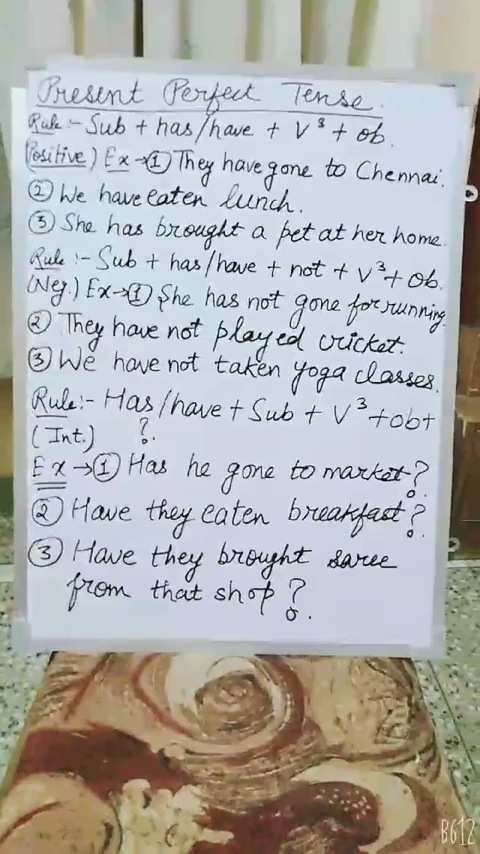 Present Perfect Tense.
Rule :- Sub + has/have + V³ + ob.
(Positive) Ex → ① They have gone to Chennai.
② We have eaten lunch.
③ She has brought a pet at her home.
Rule :- Sub + has/have + not + V³ + ob.
(Neg.) Ex → ① She has not gone for running.
② They have not played cricket.
③ We have not taken yoga classes.
Rule :- Has/have + Sub + V³ + ob +
(Int.) ?
Ex → ① Has he gone to market?
② Have they eaten breakfast?
③ Have they brought saree
from that shop?
B612